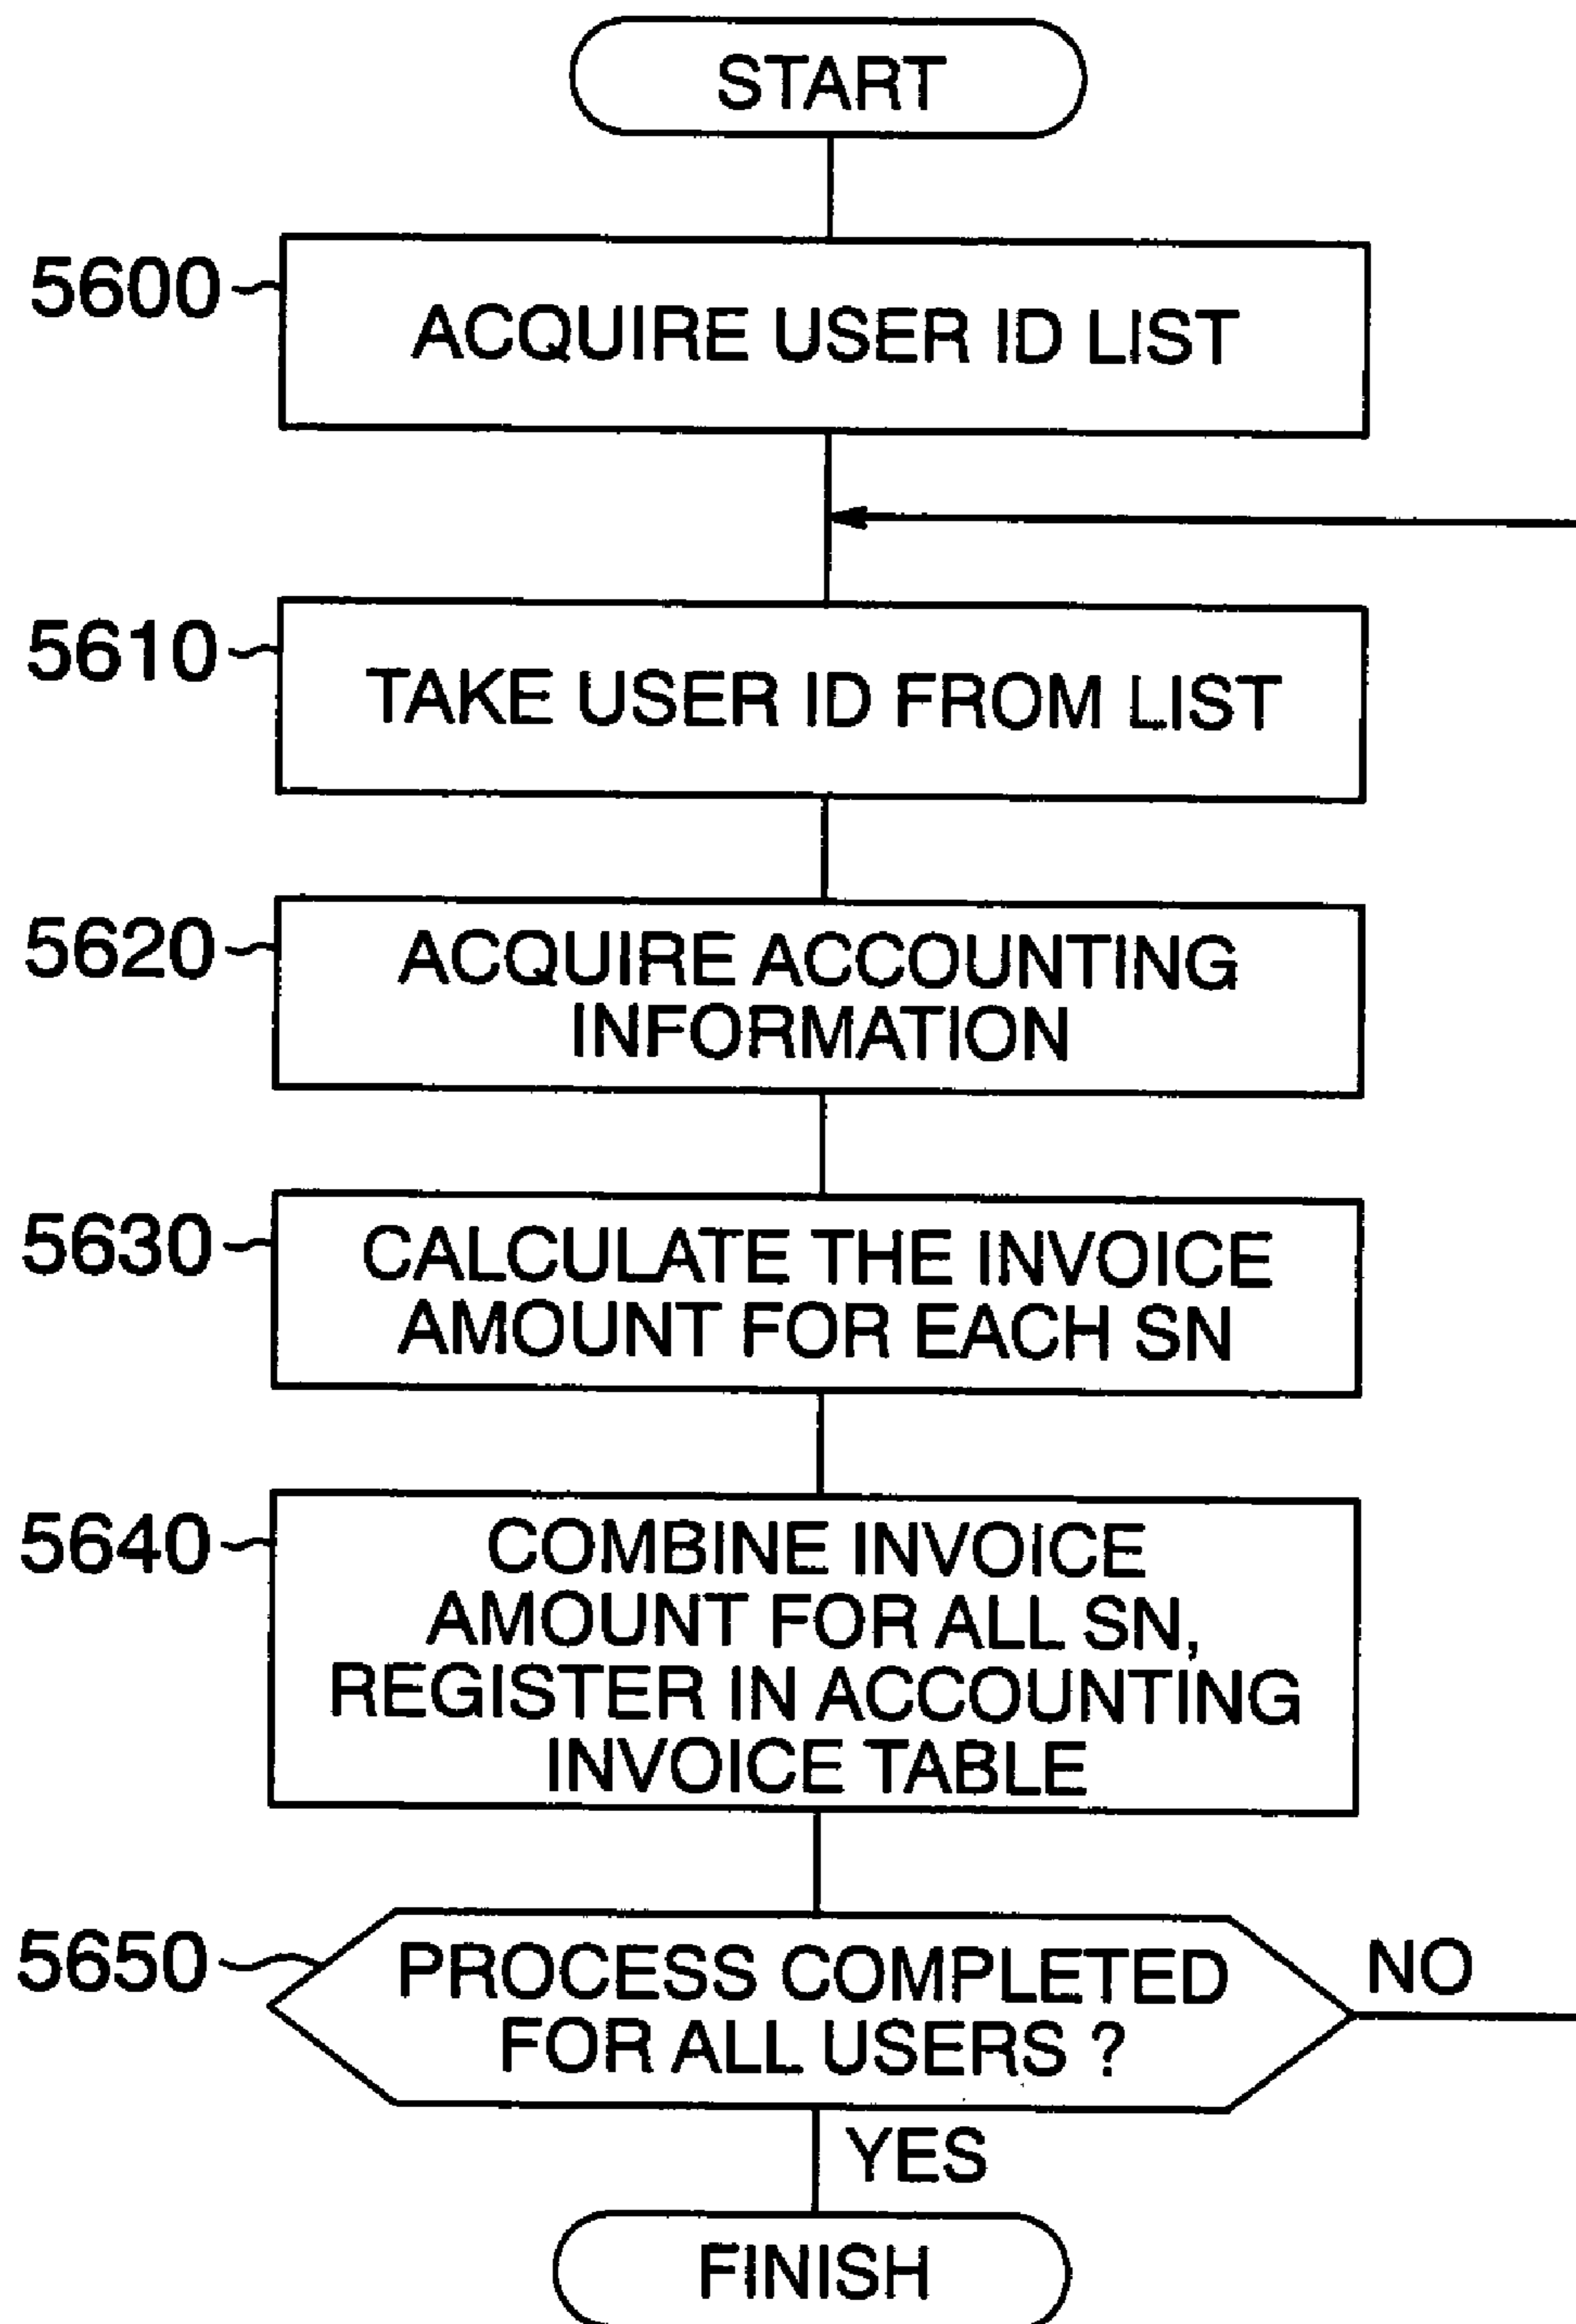 START
5600
ACQUIRE USER ID LIST
5610
TAKE USER ID FROM LIST
5620
ACQUIRE ACCOUNTING
INFORMATION
5630
CALCULATE THE INVOICE
AMOUNT FOR EACH SN
5640
COMBINE INVOICE
AMOUNT FOR ALL SN,
REGISTER IN ACCOUNTING
INVOICE TABLE
5650
PROCESS COMPLETED
FOR ALL USERS ?
NO
YES
FINISH